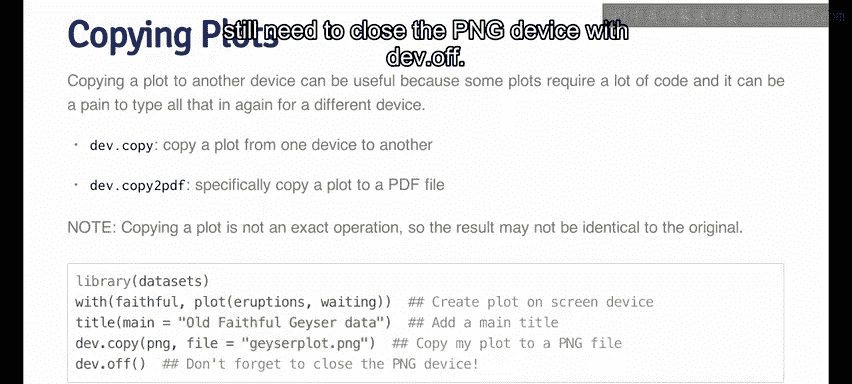 Copying Plots
still need to close the PNG device with
dev.off.
Copying a plot to another device can be useful because some plots require a lot of code and it can be
a pain to type all that in again for a different device.
· dev.copy: copy a plot from one device to another
· dev.copy2pdf: specifically copy a plot to a PDF file
NOTE: Copying a plot is not an exact operation, so the result may not be identical to the original.
library(datasets)
with(faithful, plot(eruptions, waiting))  ## Create plot on screen device
title(main = "Old Faithful Geyser data")  ## Add a main title
dev.copy(png, file = "geyserplot.png")  ## Copy my plot to a PNG file
dev.off()  ## Don't forget to close the PNG device!